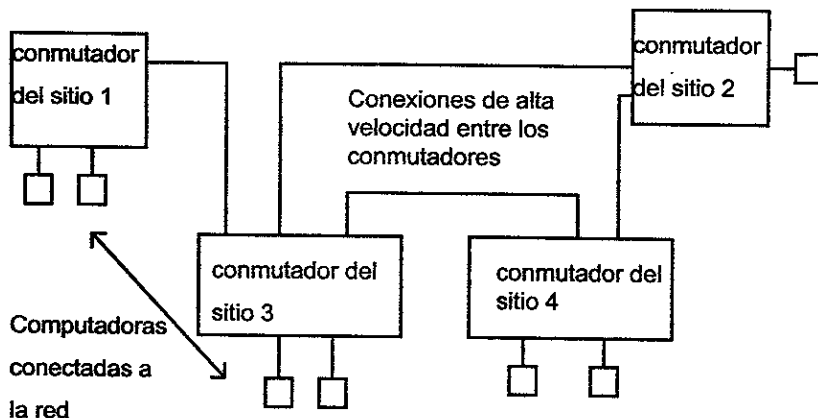 conmutador
del sitio 1
conmutador
del sitio 2
Conexiones de alta
velocidad entre los
conmutadores
conmutador del
sitio 3
conmutador del
sitio 4
Computadoras
conectadas a
la red